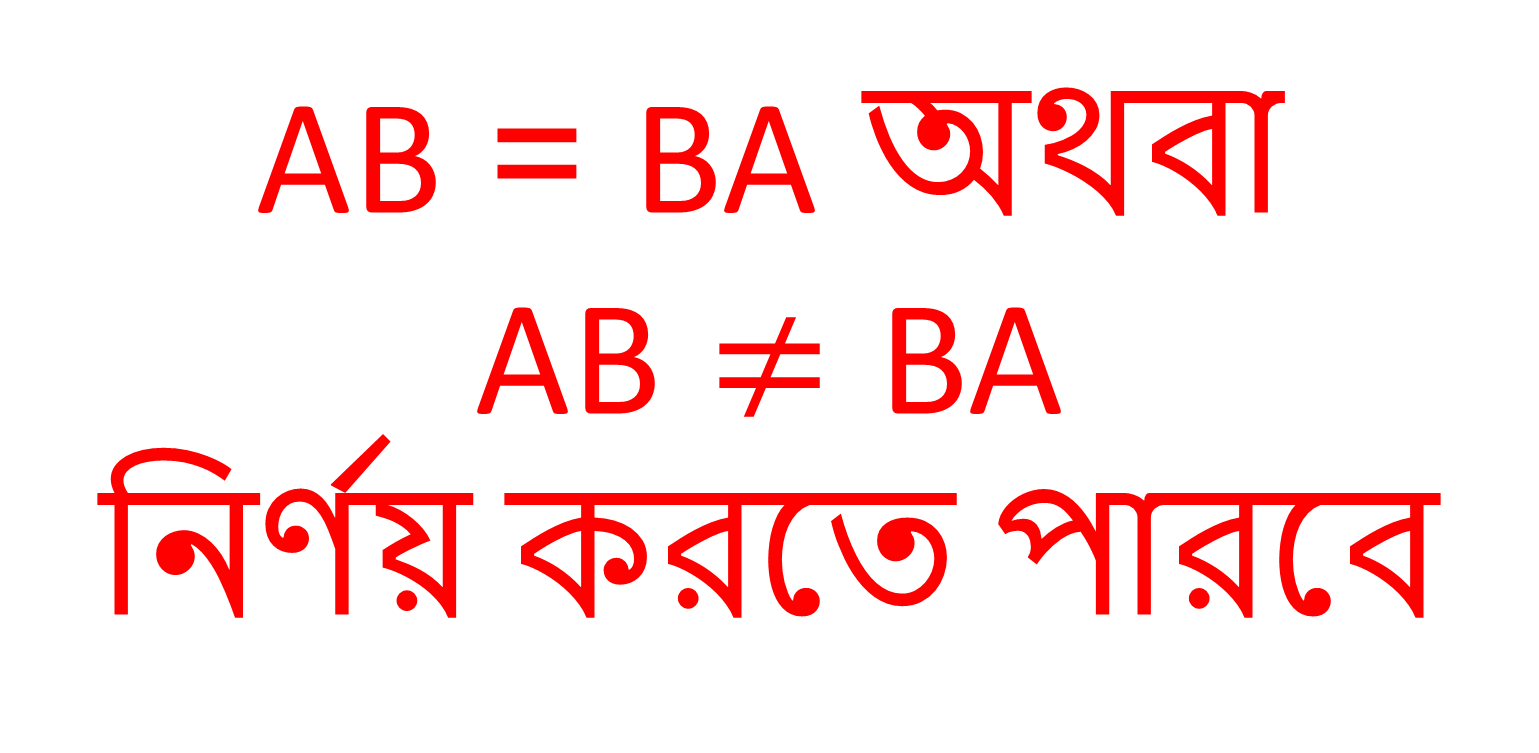 AB = BA অথবা
AB ≠ BA
নির্ণয় করতে পারবে